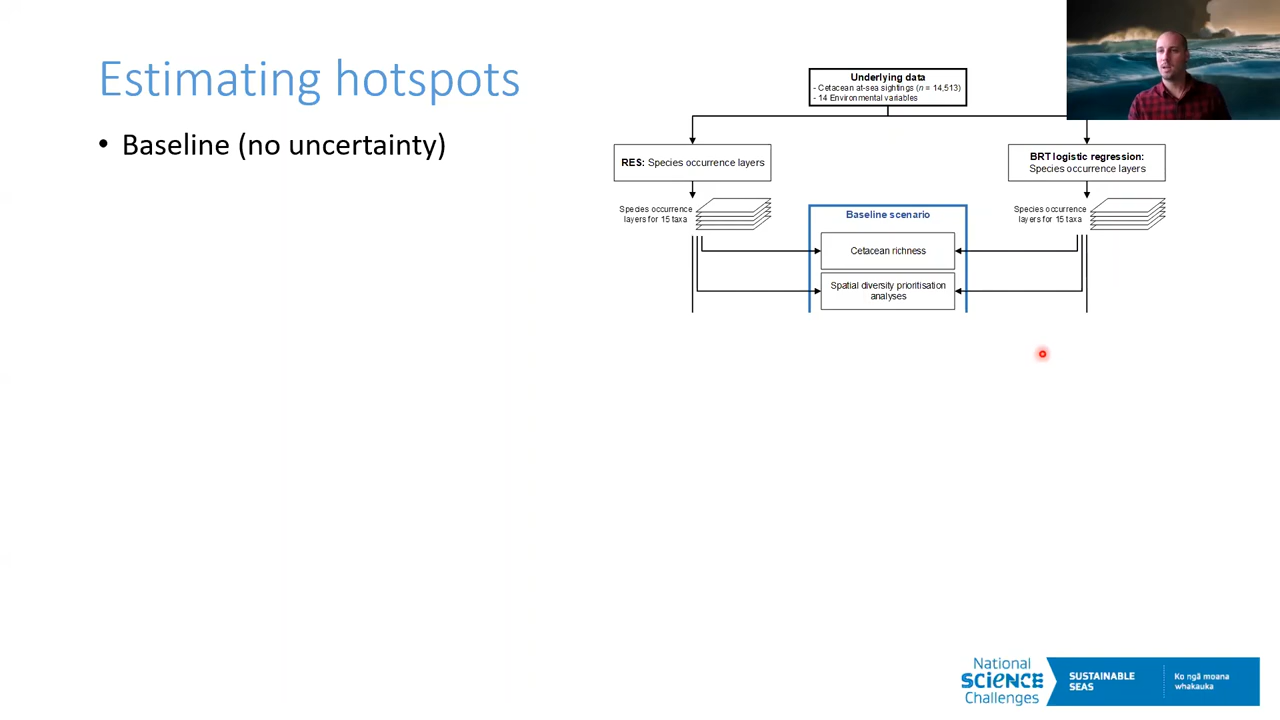 Estimating hotspots
• Baseline (no uncertainty)
Underlying data
- Cetacean at-sea sightings (n = 14,513)
- 14 Environmental variables
RES: Species occurrence layers
BRT logistic regression:
Species occurrence layers
Species occurrence
layers for 15 taxa
Baseline scenario
Species occurrence
layers for 15 taxa
Cetacean richness
Spatial diversity prioritisation
analyses
National
SCIENCE
Challenges
SUSTAINABLE
SEAS
Ko ngā moana
whakauka